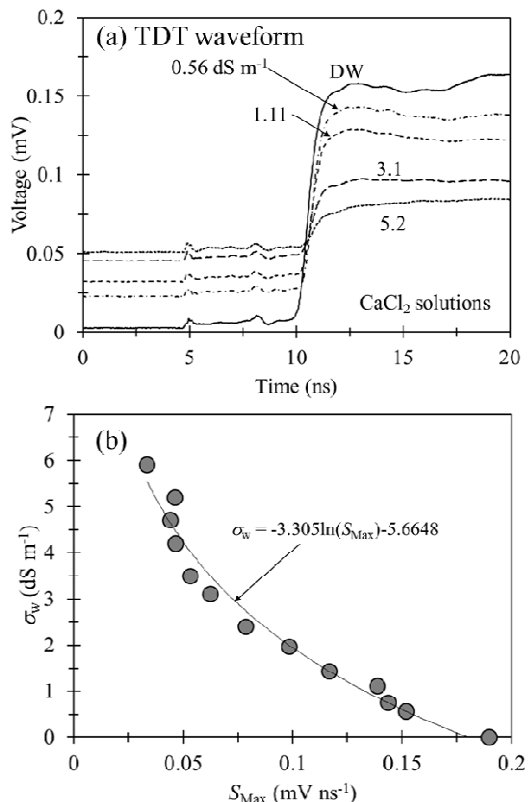 (a) TDT waveform
0.2
0.15
0.1
0.05
0
Voltage (mV)
DW
0.56 dS m⁻¹
1.11
3.1
5.2
CaCl₂ solutions
0 5 10 15 20
Time (ns)
(b)
7
6
5
4
3
2
1
0
σw (dS m⁻¹)
σw = -3.305ln(SMax)-5.6648
0 0.05 0.1 0.15 0.2
SMax (mV ns⁻¹)